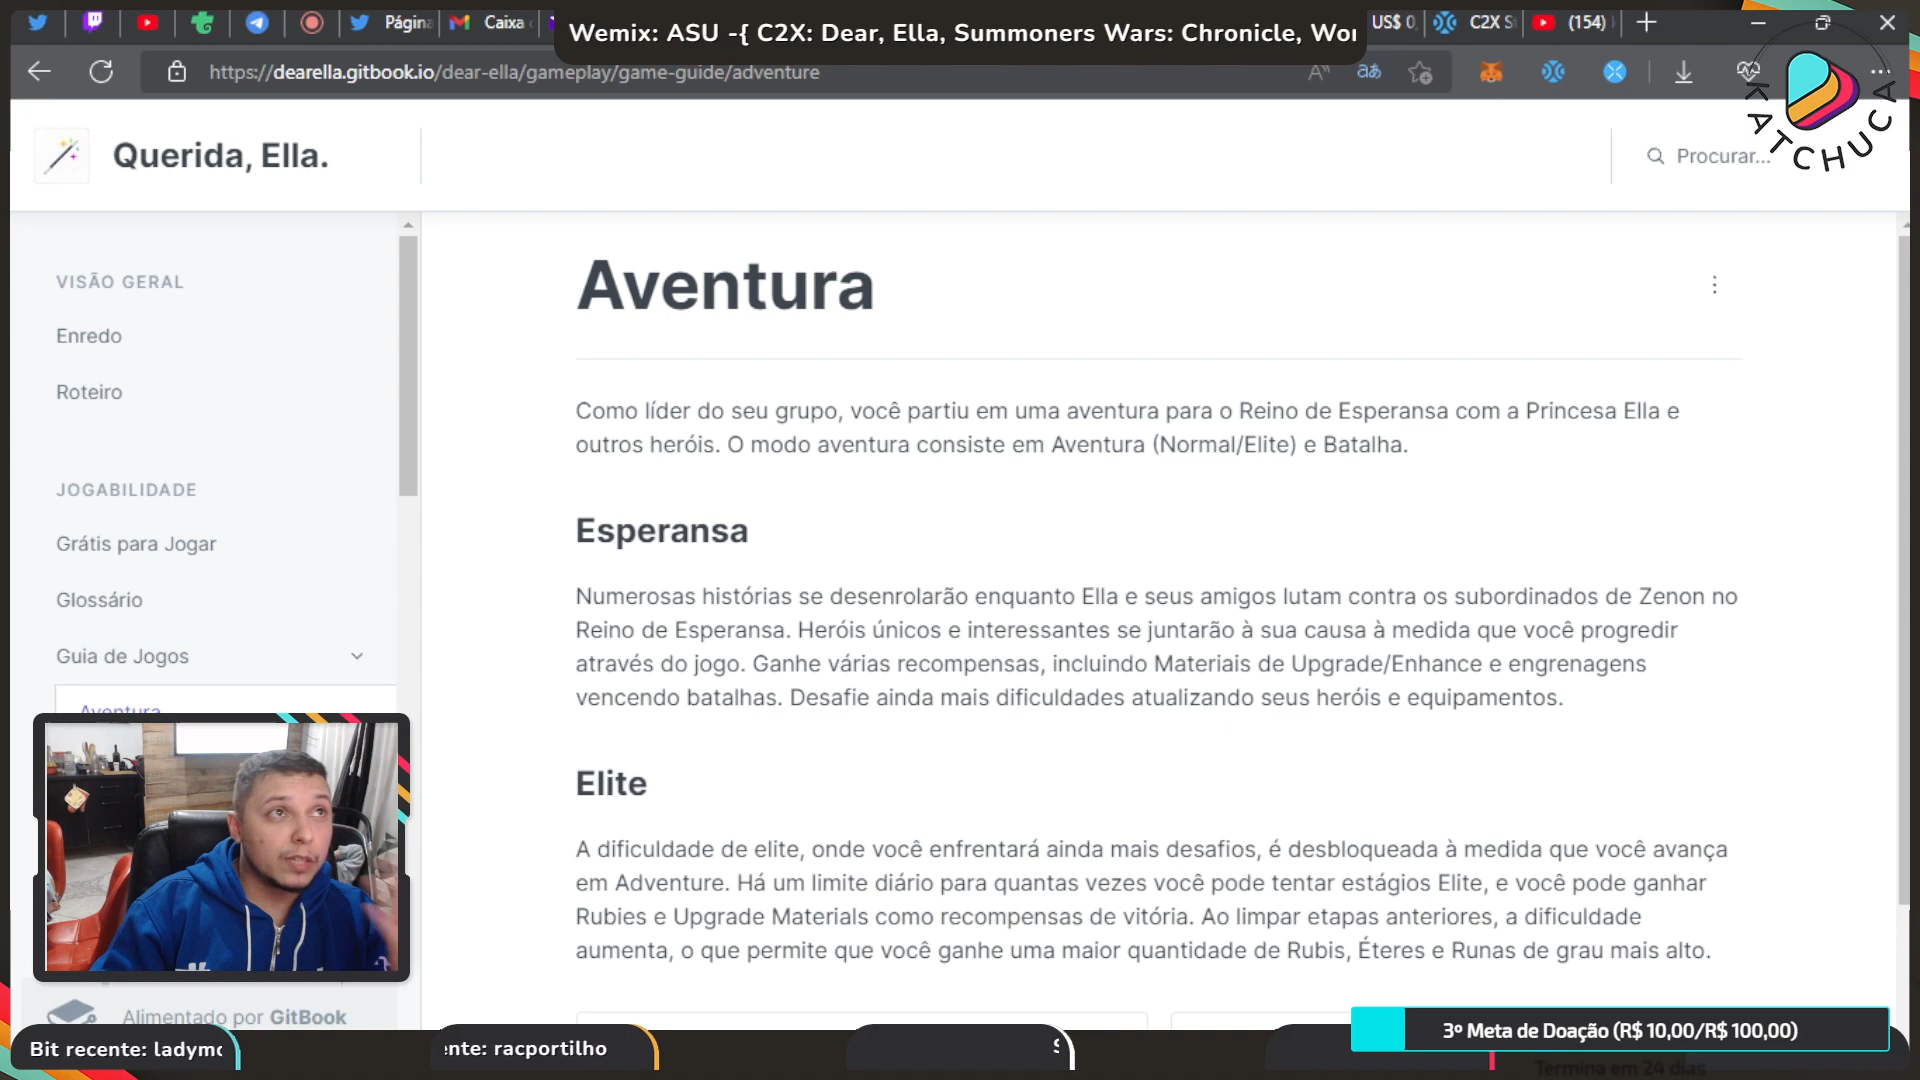 Página
Caixa
Wemix: ASU -{ C2X: Dear, Ella, Summoners Wars: Chronicle,
US$ 0
C2X S
(154)
https://dearella.gitbook.io/dear-ella/gameplay/game-guide/adventure
KATCHUCA
Querida, Ella.
Procurar...
VISÃO GERAL
Enredo
Roteiro
JOGABILIDADE
Grátis para Jogar
Glossário
Guia de Jogos
Aventura
Alimentado por GitBook
Aventura
Como líder do seu grupo, você partiu em uma aventura para o Reino de Esperansa com a Princesa Ella e
outros heróis. O modo aventura consiste em Aventura (Normal/Elite) e Batalha.
Esperansa
Numerosas histórias se desenrolarão enquanto Ella e seus amigos lutam contra os subordinados de Zenon no
Reino de Esperansa. Heróis únicos e interessantes se juntarão à sua causa à medida que você progredir
através do jogo. Ganhe várias recompensas, incluindo Materiais de Upgrade/Enhance e engrenagens
vencendo batalhas. Desafie ainda mais dificuldades atualizando seus heróis e equipamentos.
Elite
A dificuldade de elite, onde você enfrentará ainda mais desafios, é desbloqueada à medida que você avança
em Adventure. Há um limite diário para quantas vezes você pode tentar estágios Elite, e você pode ganhar
Rubies e Upgrade Materials como recompensas de vitória. Ao limpar etapas anteriores, a dificuldade
aumenta, o que permite que você ganhe uma maior quantidade de Rubis, Éteres e Runas de grau mais alto.
Bit recente: ladymo
nte: racportilho
3º Meta de Doação (R$ 10,00/R$ 100,00)
Termina em 24 dias